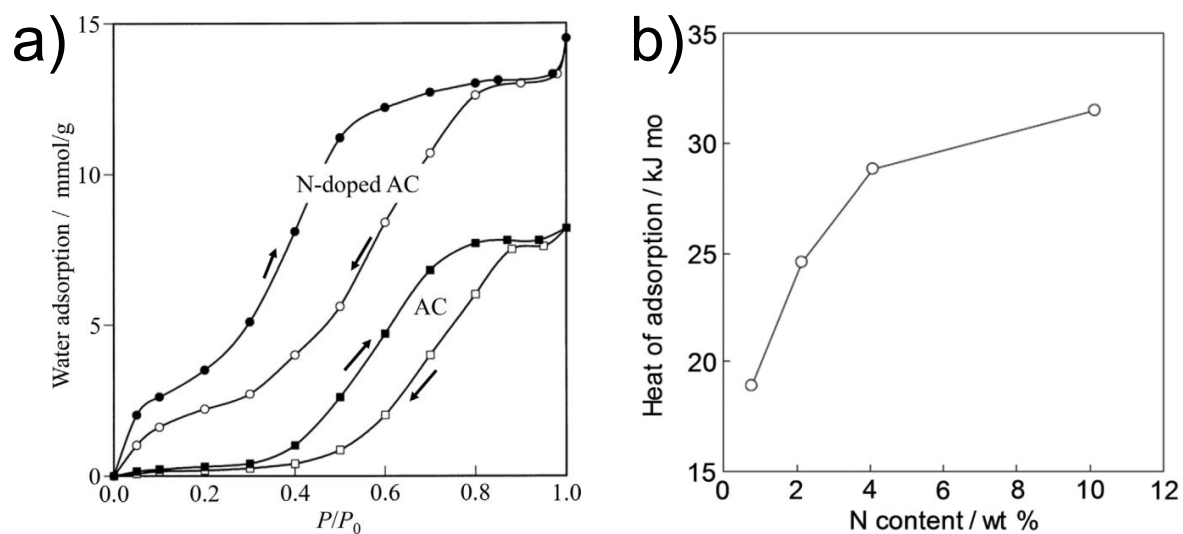 a)
15
10
5
0
Water adsorption / mmol/g
N-doped AC
AC
0.0 0.2 0.4 0.6 0.8 1.0
P/P0
b)
35
30
25
20
15
Heat of adsorption / kJ mo
0 2 4 6 8 10 12
N content / wt %